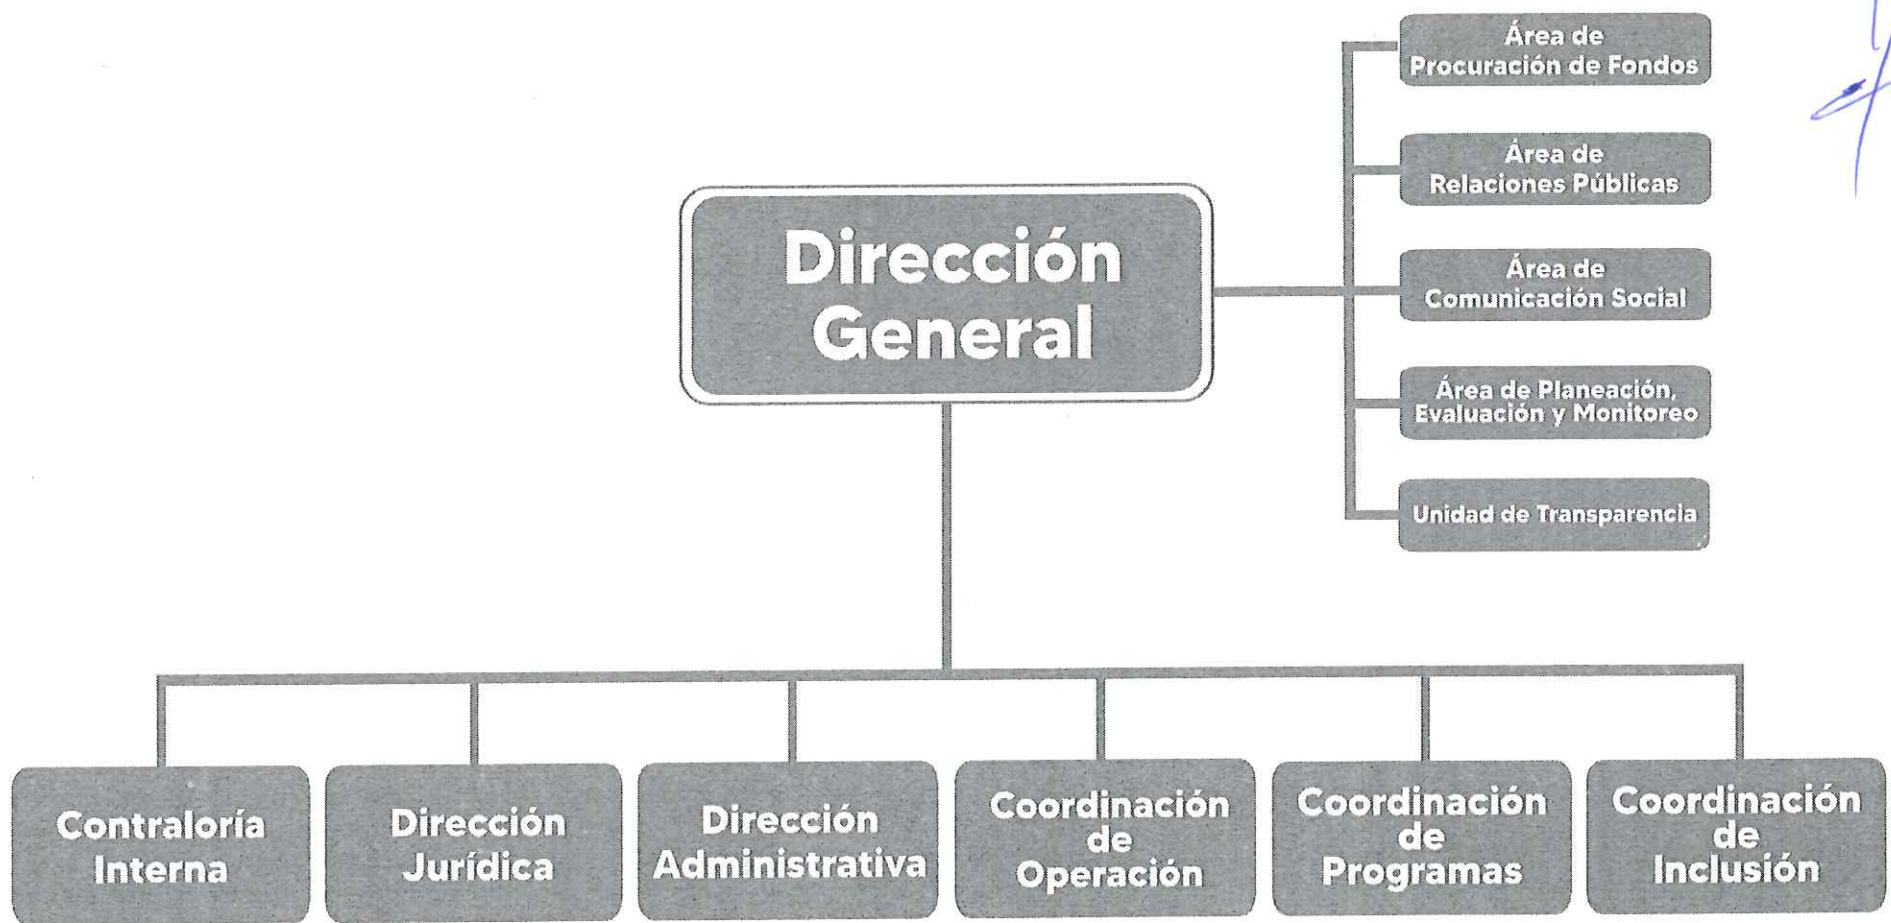 Área de
Procuración de Fondos
Área de
Relaciones Públicas
Dirección
General
Área de
Comunicación Social
Área de Planeación,
Evaluación y Monitoreo
Unidad de Transparencia
Contraloría
Interna
Dirección
Jurídica
Dirección
Administrativa
Coordinación
de
Operación
Coordinación
de
Programas
Coordinación
de
Inclusión